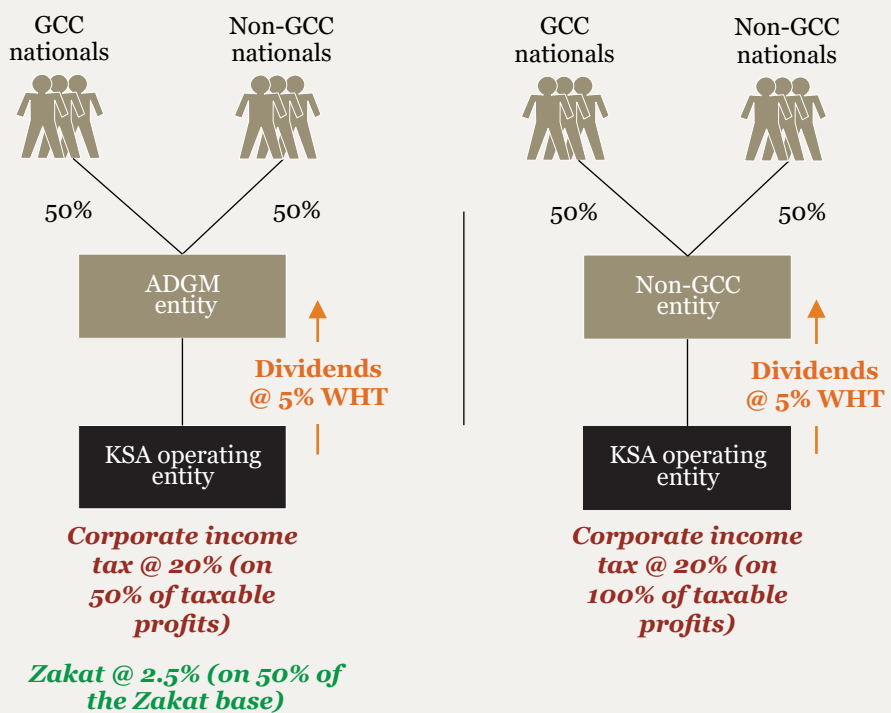 GCC
nationals
Non-GCC
nationals
50%
50%
ADGM
entity
Dividends
@ 5% WHT
KSA operating
entity
Corporate income
tax @ 20% (on
50% of taxable
profits)
Zakat @ 2.5% (on 50% of
the Zakat base)
GCC
nationals
Non-GCC
nationals
50%
50%
Non-GCC
entity
Dividends
@ 5% WHT
KSA operating
entity
Corporate income
tax @ 20% (on
100% of taxable
profits)